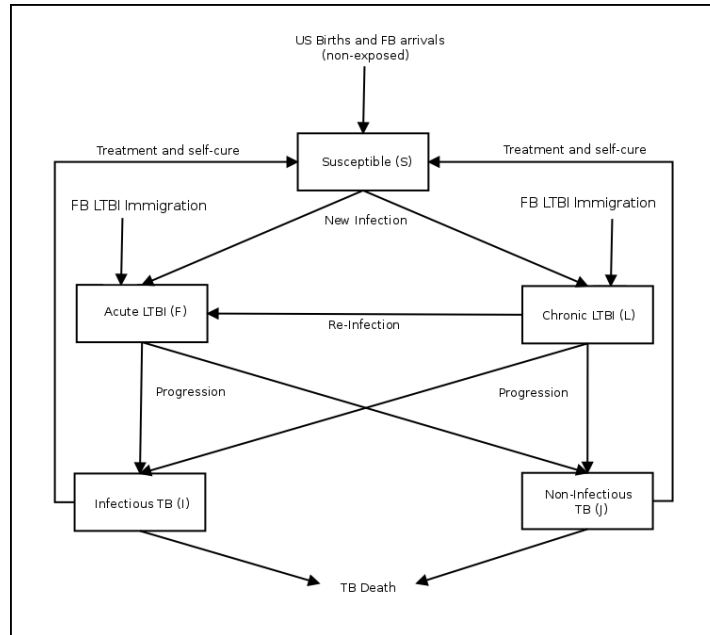 US Births and FB arrivals
(non-exposed)
Treatment and self-cure
Treatment and self-cure
Susceptible (S)
FB LTBI Immigration
FB LTBI Immigration
New Infection
Acute LTBI (F)
Chronic LTBI (L)
Re-Infection
Progression
Progression
Infectious TB (I)
Non-Infectious
TB (J)
TB Death